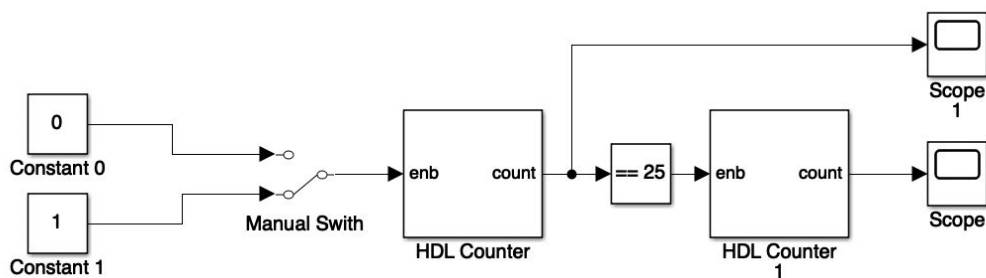 0
Constant 0
1
Constant 1
Manual Swith
enb
count
HDL Counter
== 25
enb
count
HDL Counter
1
Scope
1
Scope